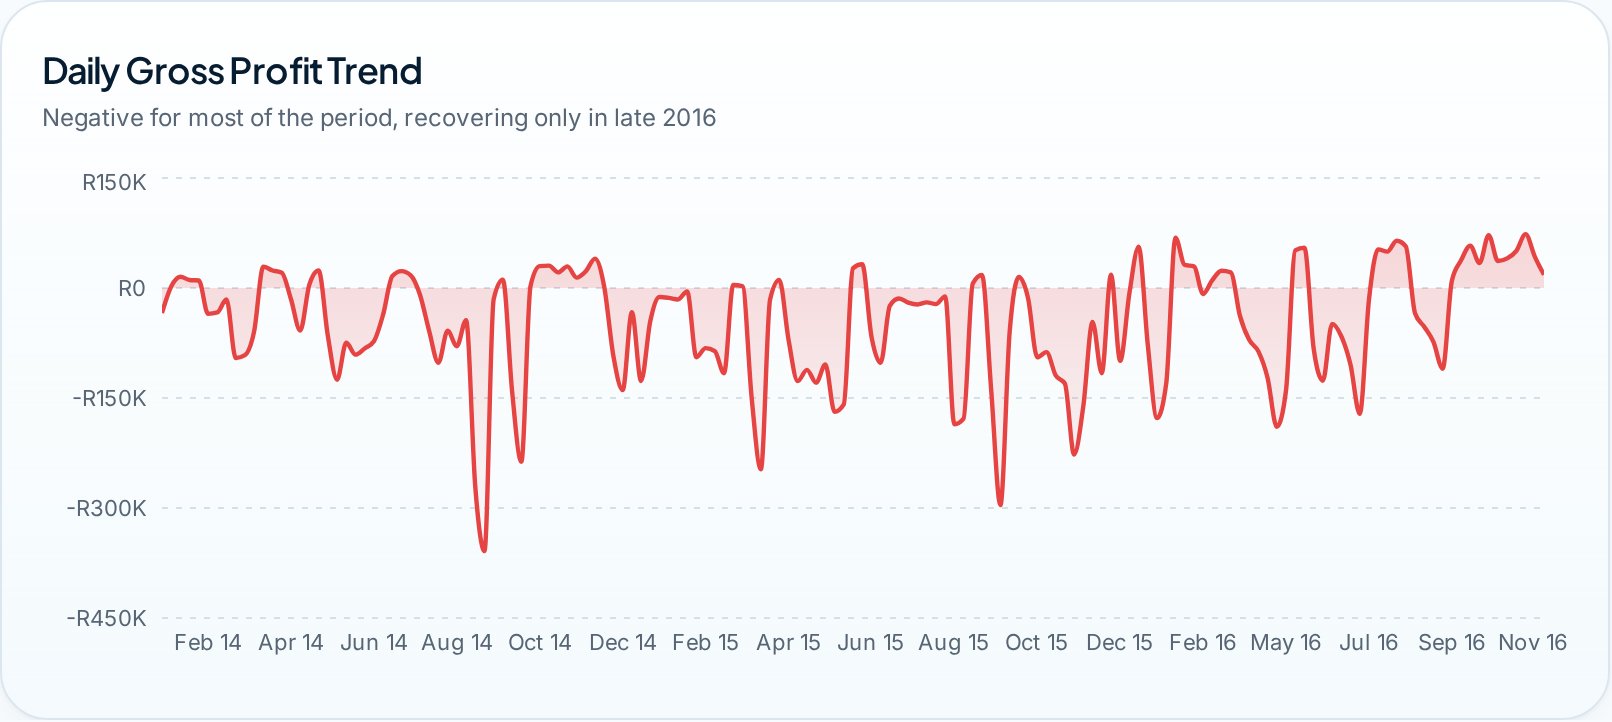 Daily Gross Profit Trend
Negative for most of the period, recovering only in late 2016
R150K
R0
-R150K
-R300K
-R450K
Feb 14 Apr 14 Jun 14 Aug 14 Oct 14 Dec 14 Feb 15 Apr 15 Jun 15 Aug 15 Oct 15 Dec 15 Feb 16 May 16 Jul 16 Sep 16 Nov 16